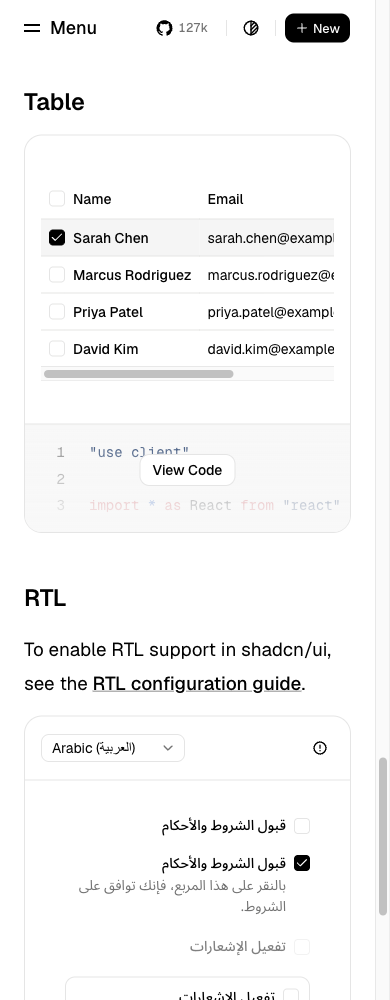 Menu 127k New
Table
Name Email
Sarah Chen sarah.chen@exampl
Marcus Rodriguez marcus.rodriguez@e
Priya Patel priya.patel@exampl
David Kim david.kim@example
1 "use client"
View Code
2
3 import * as React from "react"
RTL
To enable RTL support in shadcn/ui,
see the RTL configuration guide.
Arabic (العربية)
قبول الشروط والأحكام
قبول الشروط والأحكام
بالنقر على هذا المربع، فإنك توافق على
الشروط.
تفعيل الإشعارات
تفعيل الإشعارات